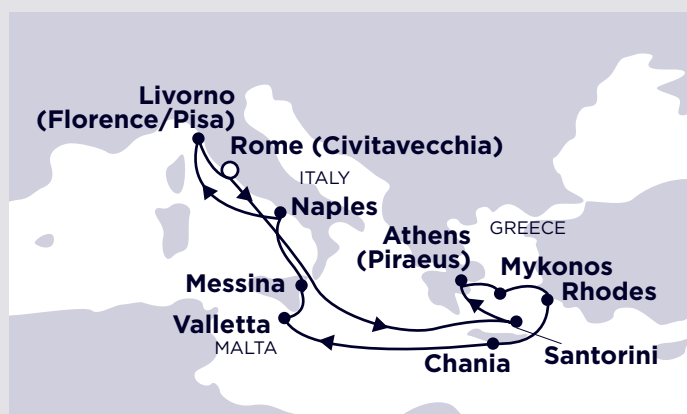 Livorno
(Florence/Pisa)
Rome (Civitavecchia)
ITALY
Naples
GREECE
Athens
(Piraeus)
Mykonos
Rhodes
Messina
Valletta
MALTA
Chania
Santorini